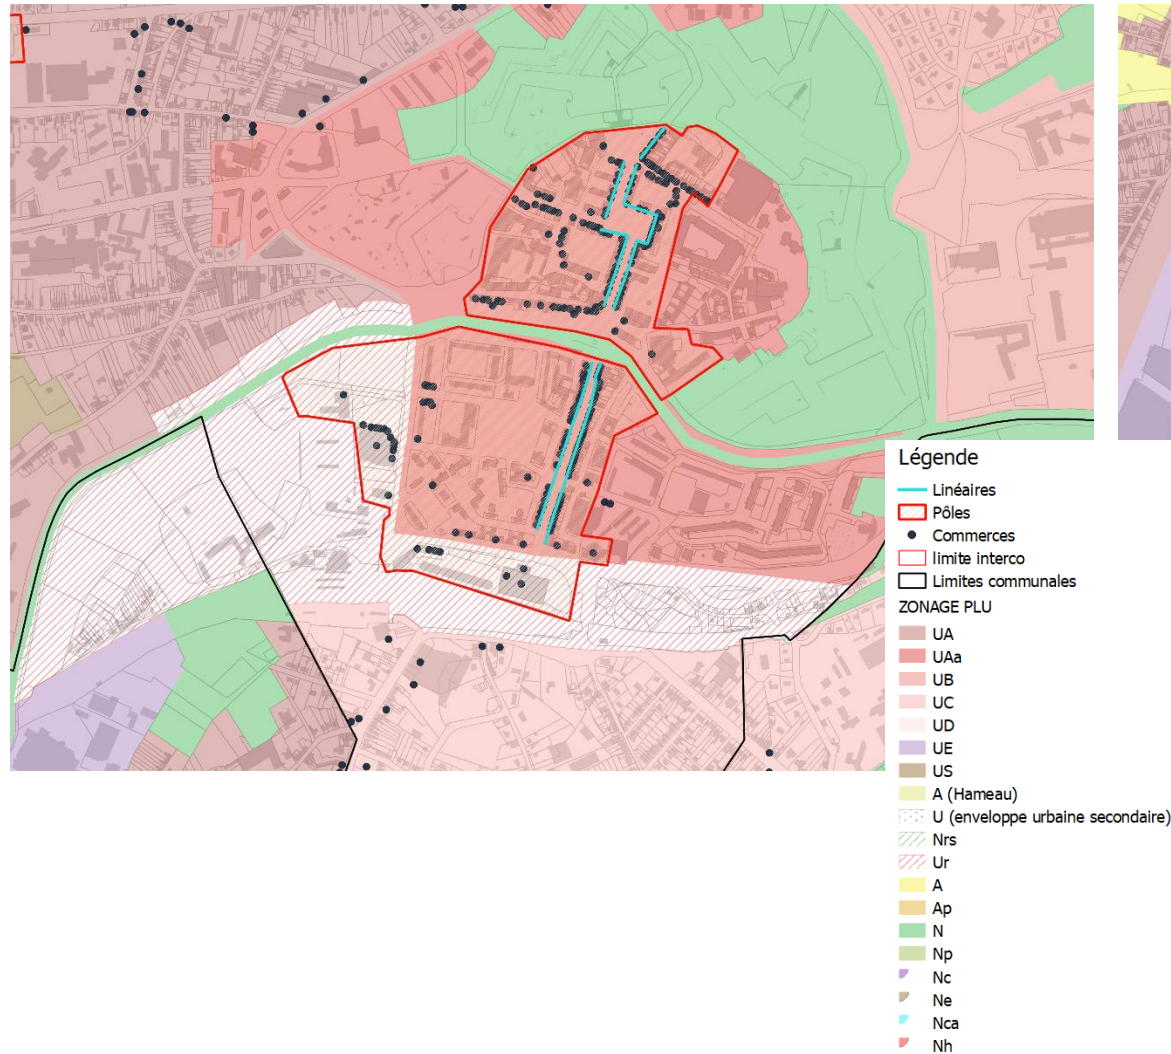 Légende
Linéaires
Pôles
Commerces
limite interco
Limites communales
ZONAGE PLU
UA
UAa
UB
UC
UD
UE
US
A (Hameau)
U (enveloppe urbaine secondaire)
Nrs
Ur
A
Ap
N
Np
Nc
Ne
Nca
Nh